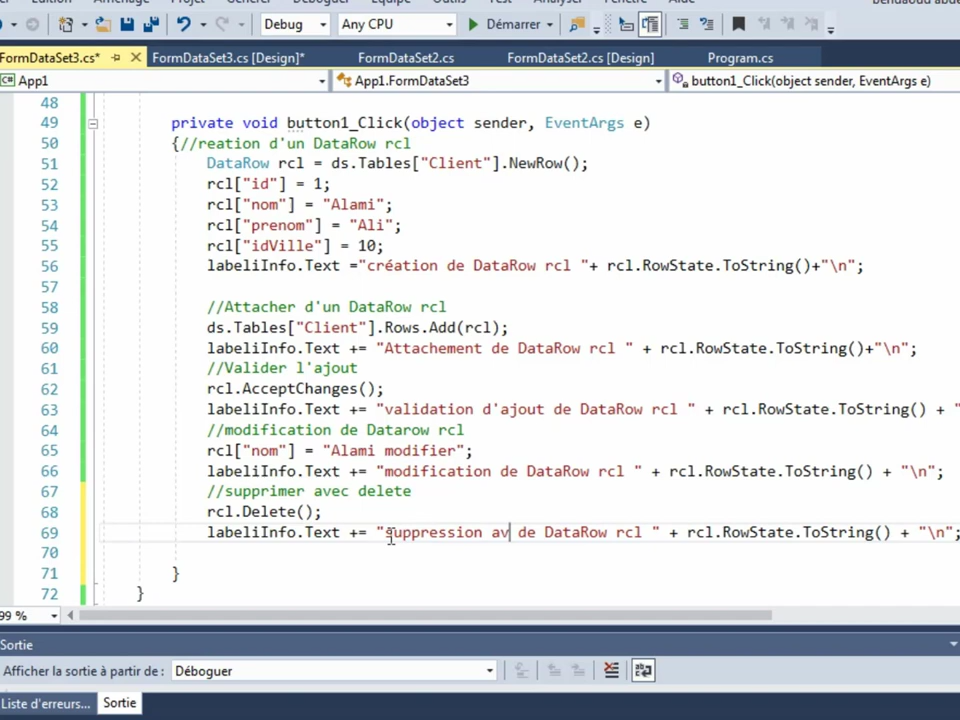 Debug Any CPU Démarrer
FormDataSet3.cs* FormDataSet3.cs [Design]* FormDataSet2.cs FormDataSet2.cs [Design] Program.cs
App1 App1.FormDataSet3 button1_Click(object sender, EventArgs e)
48
49 private void button1_Click(object sender, EventArgs e)
50 {//reation d'un DataRow rcl
51 DataRow rcl = ds.Tables["Client"].NewRow();
52 rcl["id"] = 1;
53 rcl["nom"] = "Alami";
54 rcl["prenom"] = "Ali";
55 rcl["idVille"] = 10;
56 labeliInfo.Text ="création de DataRow rcl "+ rcl.RowState.ToString()+"\n";
57
58 //Attacher d'un DataRow rcl
59 ds.Tables["Client"].Rows.Add(rcl);
60 labeliInfo.Text += "Attachement de DataRow rcl " + rcl.RowState.ToString()+"\n";
61 //Valider l'ajout
62 rcl.AcceptChanges();
63 labeliInfo.Text += "validation d'ajout de DataRow rcl " + rcl.RowState.ToString() + "
64 //modification de Datarow rcl
65 rcl["nom"] = "Alami modifier";
66 labeliInfo.Text += "modification de DataRow rcl " + rcl.RowState.ToString() + "\n";
67 //supprimer avec delete
68 rcl.Delete();
69 labeliInfo.Text += "suppression av de DataRow rcl " + rcl.RowState.ToString() + "\n";
70
71 }
72 }
99 %
Sortie
Afficher la sortie à partir de : Déboguer
Liste d'erreurs... Sortie